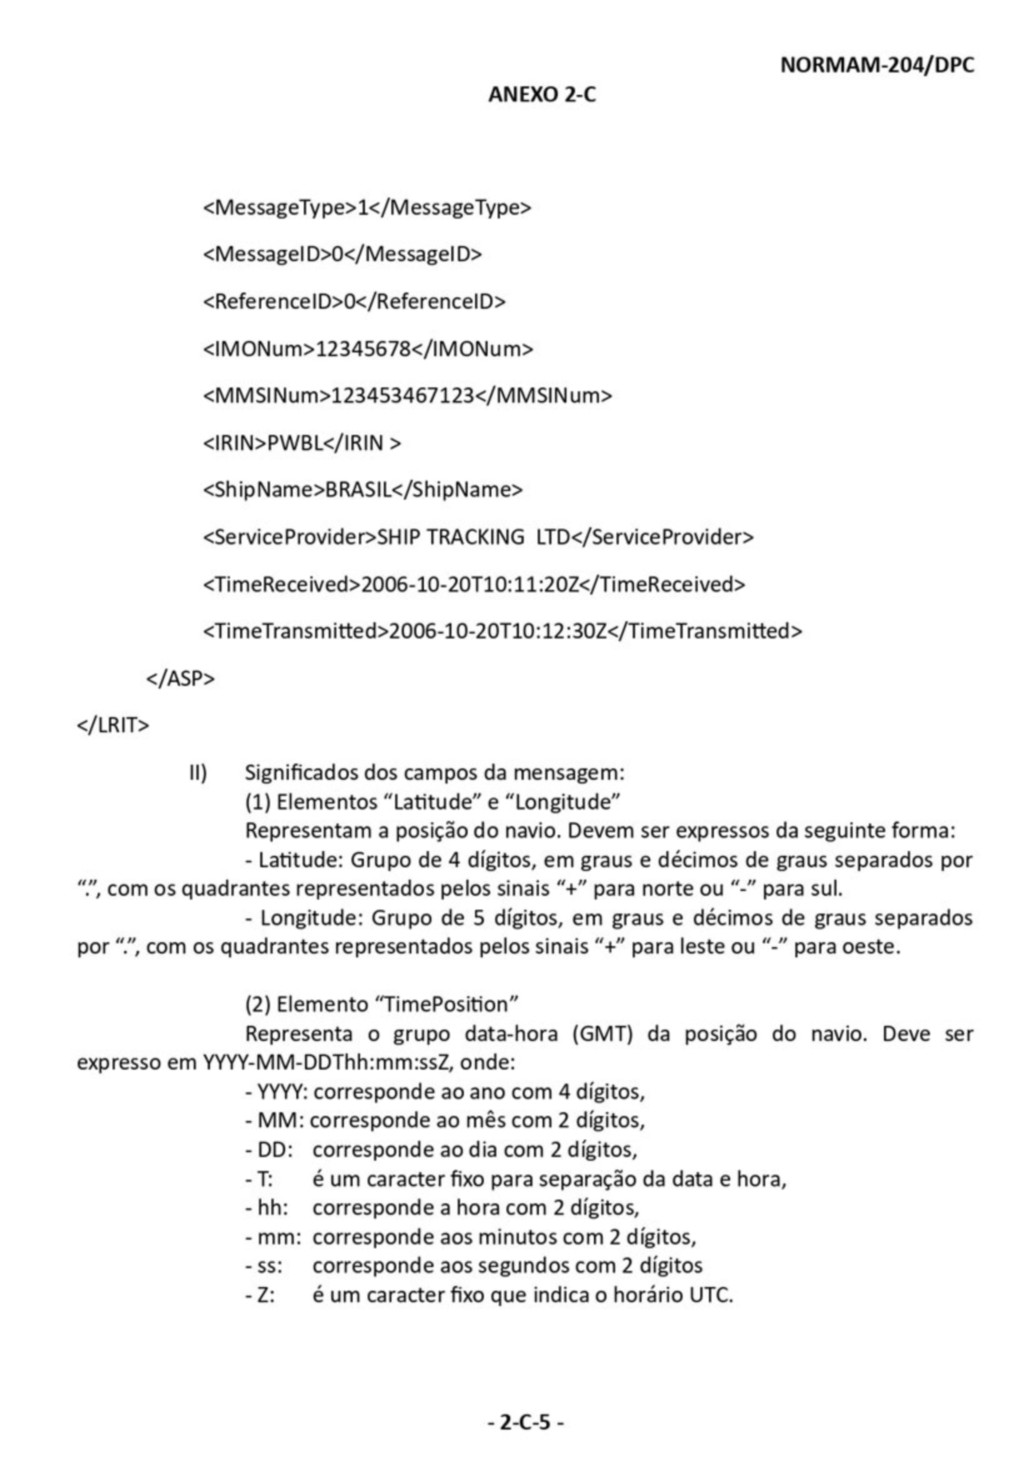 NORMAM-204/DPC
ANEXO 2-C
<MessageType>1</MessageType>
<MessageID>0</MessageID>
<ReferenceID>0</ReferenceID>
<IMONum>12345678</IMONum>
<MMSINum>123453467123</MMSINum>
<IRIN>PWBL</IRIN >
<ShipName>BRASIL</ShipName>
<ServiceProvider>SHIP TRACKING  LTD</ServiceProvider>
<TimeReceived>2006-10-20T10:11:20Z</TimeReceived>
<TimeTransmitted>2006-10-20T10:12:30Z</TimeTransmitted>
</ASP>
</LRIT>
II) Significados dos campos da mensagem:
(1) Elementos “Latitude” e “Longitude”
Representam a posição do navio. Devem ser expressos da seguinte forma:
- Latitude: Grupo de 4 dígitos, em graus e décimos de graus separados por
“.”, com os quadrantes representados pelos sinais “+” para norte ou “-” para sul.
- Longitude: Grupo de 5 dígitos, em graus e décimos de graus separados
por “.”, com os quadrantes representados pelos sinais “+” para leste ou “-” para oeste.
(2) Elemento “TimePosition”
Representa o grupo data-hora (GMT) da posição do navio. Deve ser
expresso em YYYY-MM-DDThh:mm:ssZ, onde:
- YYYY: corresponde ao ano com 4 dígitos,
- MM: corresponde ao mês com 2 dígitos,
- DD: corresponde ao dia com 2 dígitos,
- T: é um caracter fixo para separação da data e hora,
- hh: corresponde a hora com 2 dígitos,
- mm: corresponde aos minutos com 2 dígitos,
- ss: corresponde aos segundos com 2 dígitos
- Z: é um caracter fixo que indica o horário UTC.
- 2-C-5 -